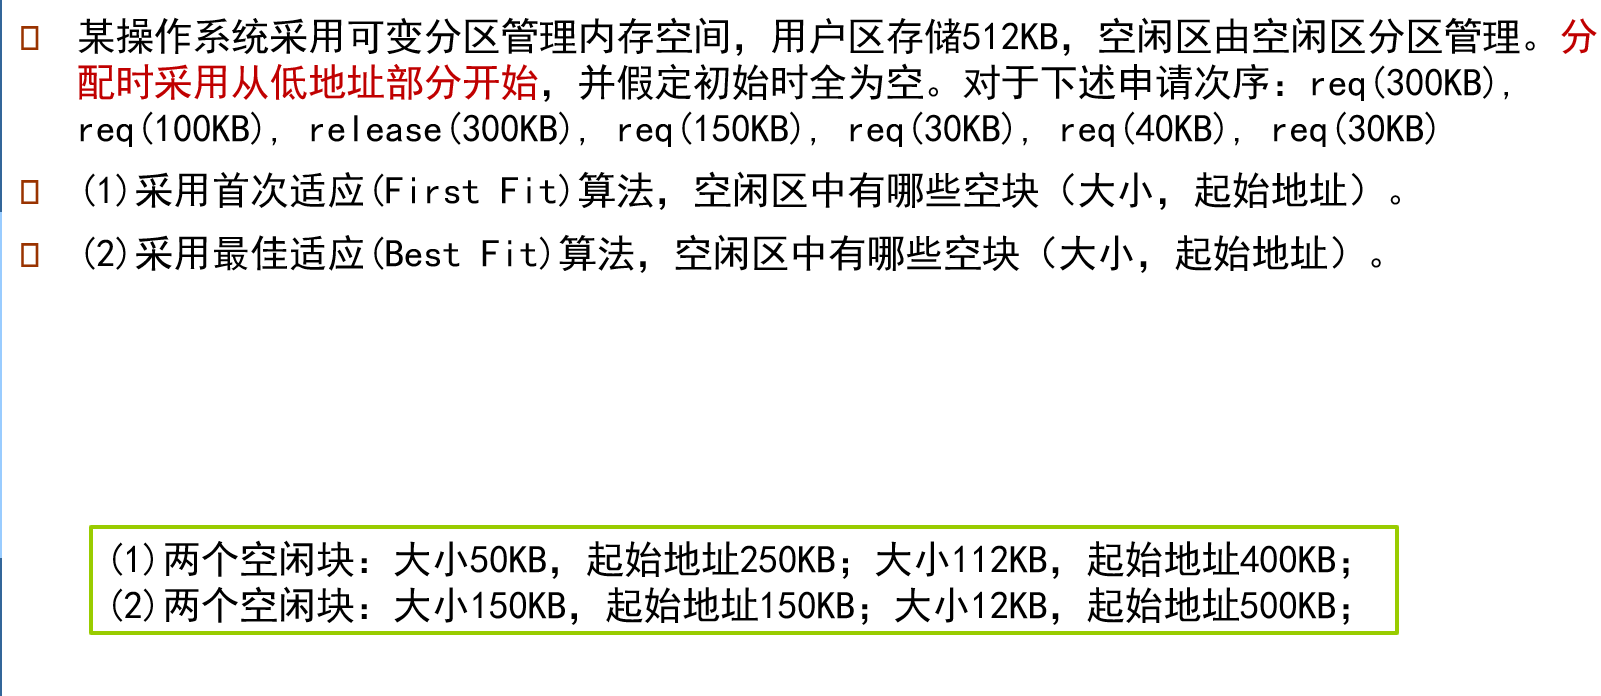 某操作系统采用可变分区管理内存空间，用户区存储512KB，空闲区由空闲区分区管理。分
配时采用从低地址部分开始，并假定初始时全为空。对于下述申请次序：req(300KB),
req(100KB), release(300KB), req(150KB), req(30KB), req(40KB), req(30KB)
(1)采用首次适应(First Fit)算法，空闲区中有哪些空块（大小，起始地址）。
(2)采用最佳适应(Best Fit)算法，空闲区中有哪些空块（大小，起始地址）。
(1)两个空闲块：大小50KB，起始地址250KB；大小112KB，起始地址400KB；
(2)两个空闲块：大小150KB，起始地址150KB；大小12KB，起始地址500KB；